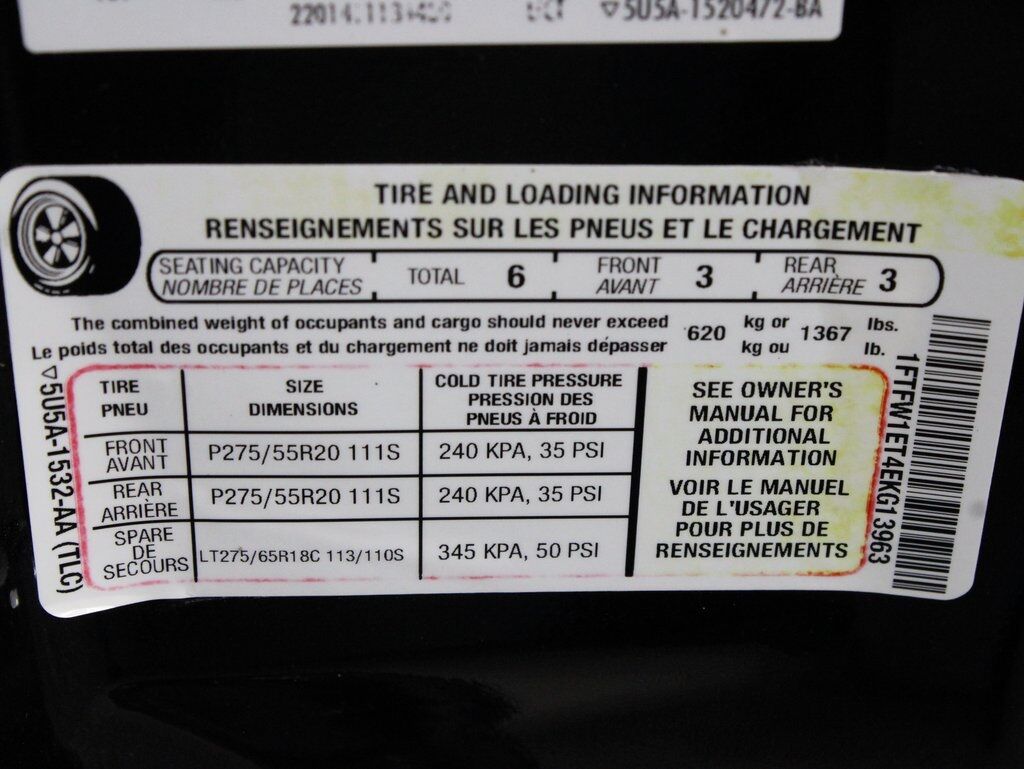 5U5A-1520472-BA
TIRE AND LOADING INFORMATION
RENSEIGNEMENTS SUR LES PNEUS ET LE CHARGEMENT
SEATING CAPACITY
NOMBRE DE PLACES
TOTAL 6
FRONT
AVANT 3
REAR
ARRIÈRE 3
The combined weight of occupants and cargo should never exceed 620 kg or 1367 lbs.
Le poids total des occupants et du chargement ne doit jamais dépasser kg ou lb.
TIRE
PNEU
SIZE
DIMENSIONS
COLD TIRE PRESSURE
PRESSION DES
PNEUS À FROID
FRONT
AVANT
P275/55R20 111S
240 KPA, 35 PSI
REAR
ARRIÈRE
P275/55R20 111S
240 KPA, 35 PSI
SPARE
DE
SECOURS
LT275/65R18C 113/110S
345 KPA, 50 PSI
SEE OWNER'S
MANUAL FOR
ADDITIONAL
INFORMATION
VOIR LE MANUEL
DE L'USAGER
POUR PLUS DE
RENSEIGNEMENTS
5U5A-1532-AA (TLC)
1FTFW1ET4EKG13963